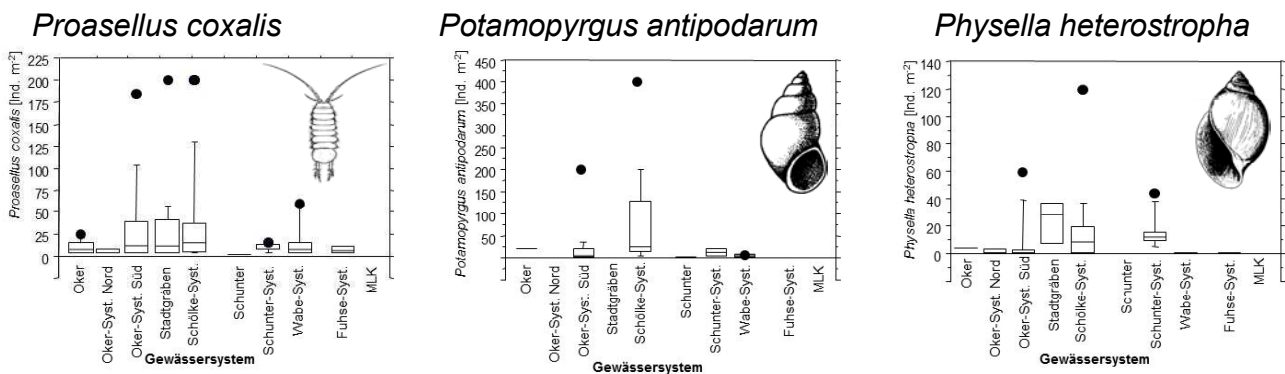 Proasellus coxalis
Proasellus coxalis [Ind. m-2]
225
200
175
150
125
100
75
50
25
0
Oker
Oker-Syst. Nord
Oker-Syst. Süd
Stadtgräben
Schölke-Syst.
Schunter
Schunter-Syst.
Wabe-Syst.
Fuhse-Syst.
MLK
Gewässersystem
Potamopyrgus antipodarum
Potamopyrgus antipodarum [Ind. m-2]
450
400
350
300
250
200
150
100
50
Oker
Oker-Syst. Nord
Oker-Sys:. Süd
Stadtgräben
Schölke-Syst.
Schunter
Schunter-Syst.
Wabe-Syst.
Fuhse-Syst.
MLK
Gewässersystem
Physella heterostropha
Physella heterostropna [Ind. m-2]
140
120
100
80
60
40
20
0
Oker
Oker-Syst. Nord
Oker-Syst. Süd
Stadtgräben
Schölke-Syst.
Schunter
Schunter-Syst.
Wabe-Syst.
Fuhse-Syst.
MLK
Gewässersystem